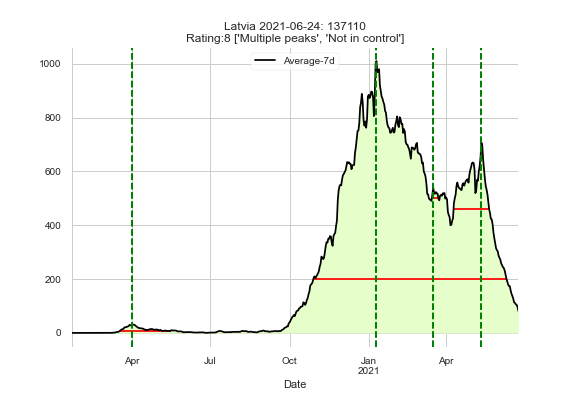 Latvia 2021-06-24: 137110
Rating:8 ['Multiple peaks', 'Not in control']
Average-7d
1000
800
600
400
200
0
Apr Jul Oct Jan Apr
2021
Date